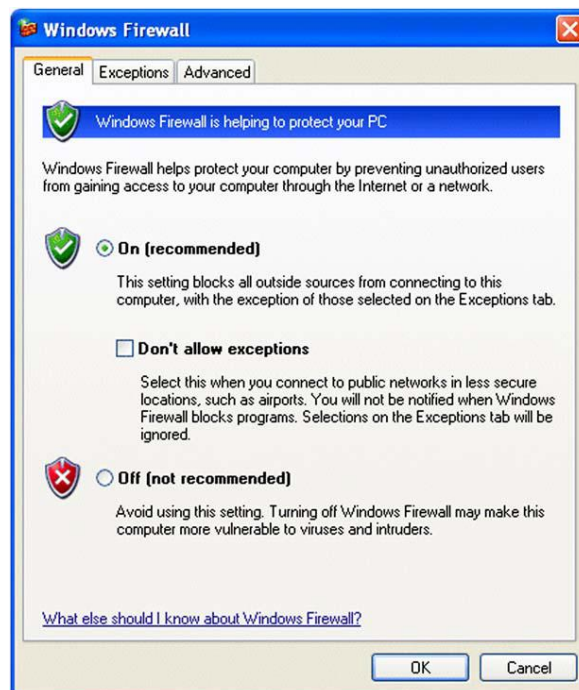 Windows Firewall
General Exceptions Advanced
Windows Firewall is helping to protect your PC
Windows Firewall helps protect your computer by preventing unauthorized users
from gaining access to your computer through the Internet or a network.
On (recommended)
This setting blocks all outside sources from connecting to this
computer, with the exception of those selected on the Exceptions tab.
Don't allow exceptions
Select this when you connect to public networks in less secure
locations, such as airports. You will not be notified when Windows
Firewall blocks programs. Selections on the Exceptions tab will be
ignored.
Off (not recommended)
Avoid using this setting. Turning off Windows Firewall may make this
computer more vulnerable to viruses and intruders.
What else should I know about Windows Firewall?
OK Cancel